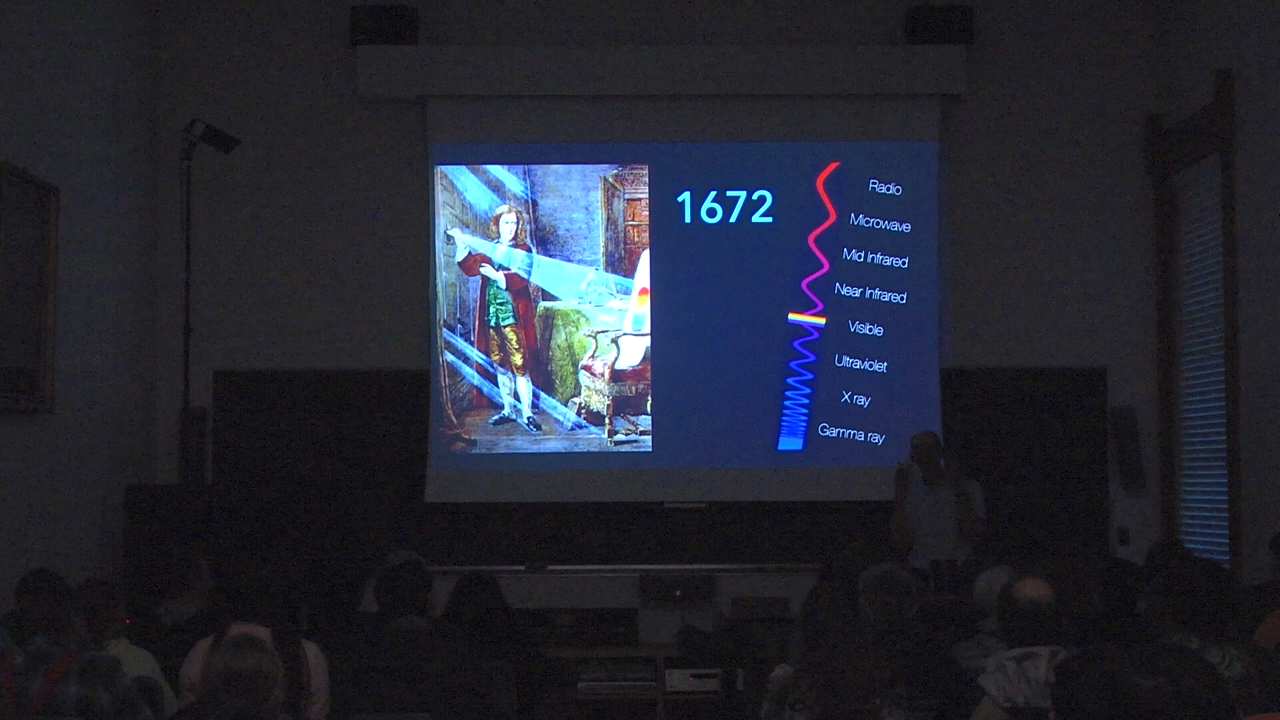 1672
Radio
Microwave
Mid Infrared
Near Infrared
Visible
Ultraviolet
X ray
Gamma ray